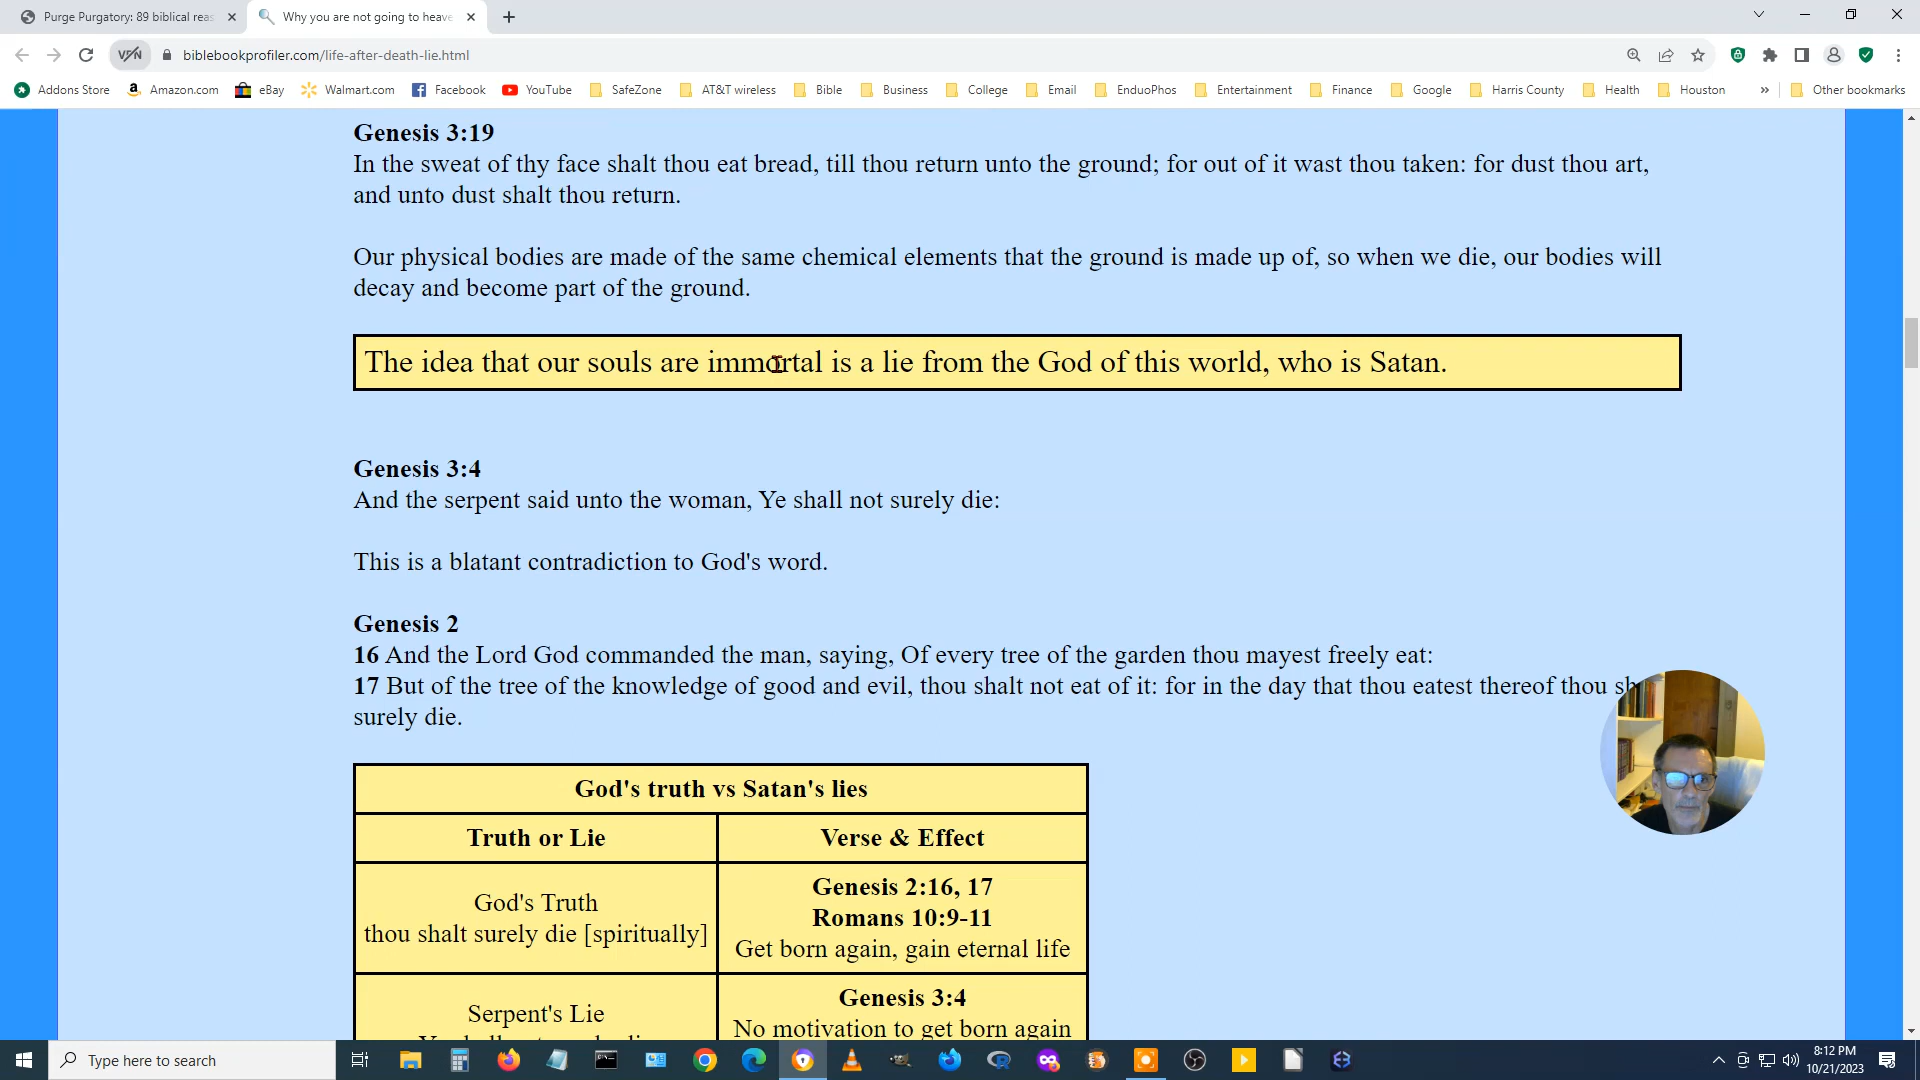 Purge Purgatory: 89 biblical reas
Why you are not going to heave
biblebookprofiler.com/life-after-death-lie.html
Addons Store Amazon.com eBay Walmart.com Facebook YouTube SafeZone AT&T wireless Bible Business College Email EnduoPhos Entertainment Finance Google Harris County Health Houston » Other bookmarks
Genesis 3:19
In the sweat of thy face shalt thou eat bread, till thou return unto the ground; for out of it wast thou taken: for dust thou art,
and unto dust shalt thou return.
Our physical bodies are made of the same chemical elements that the ground is made up of, so when we die, our bodies will
decay and become part of the ground.
The idea that our souls are immortal is a lie from the God of this world, who is Satan.
Genesis 3:4
And the serpent said unto the woman, Ye shall not surely die:
This is a blatant contradiction to God's word.
Genesis 2
16 And the Lord God commanded the man, saying, Of every tree of the garden thou mayest freely eat:
17 But of the tree of the knowledge of good and evil, thou shalt not eat of it: for in the day that thou eatest thereof thou sh
surely die.
God's truth vs Satan's lies
Truth or Lie
Verse & Effect
God's Truth
thou shalt surely die [spiritually]
Genesis 2:16, 17
Romans 10:9-11
Get born again, gain eternal life
Serpent's Lie
Genesis 3:4
No motivation to get born again
Type here to search
8:12 PM
10/21/2023